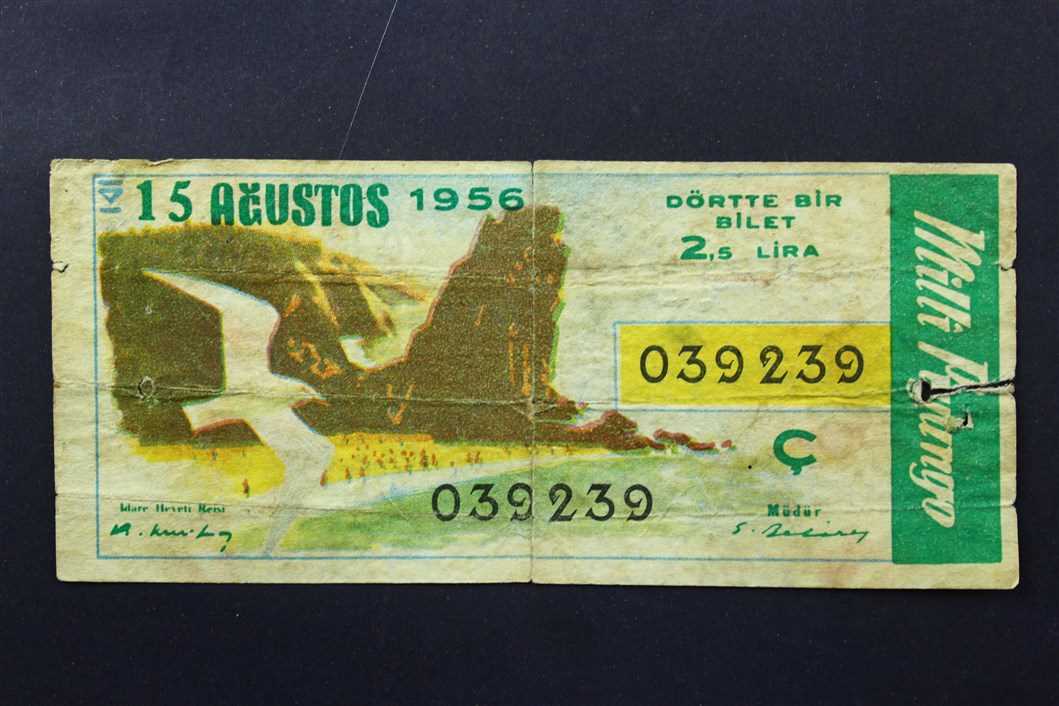 15 AĞUSTOS 1956
DÖRTTE BİR
BİLET
2,5 LİRA
039239
Ç
039239
İdare Heyeti Reisi
Müdür
Milli Piyango